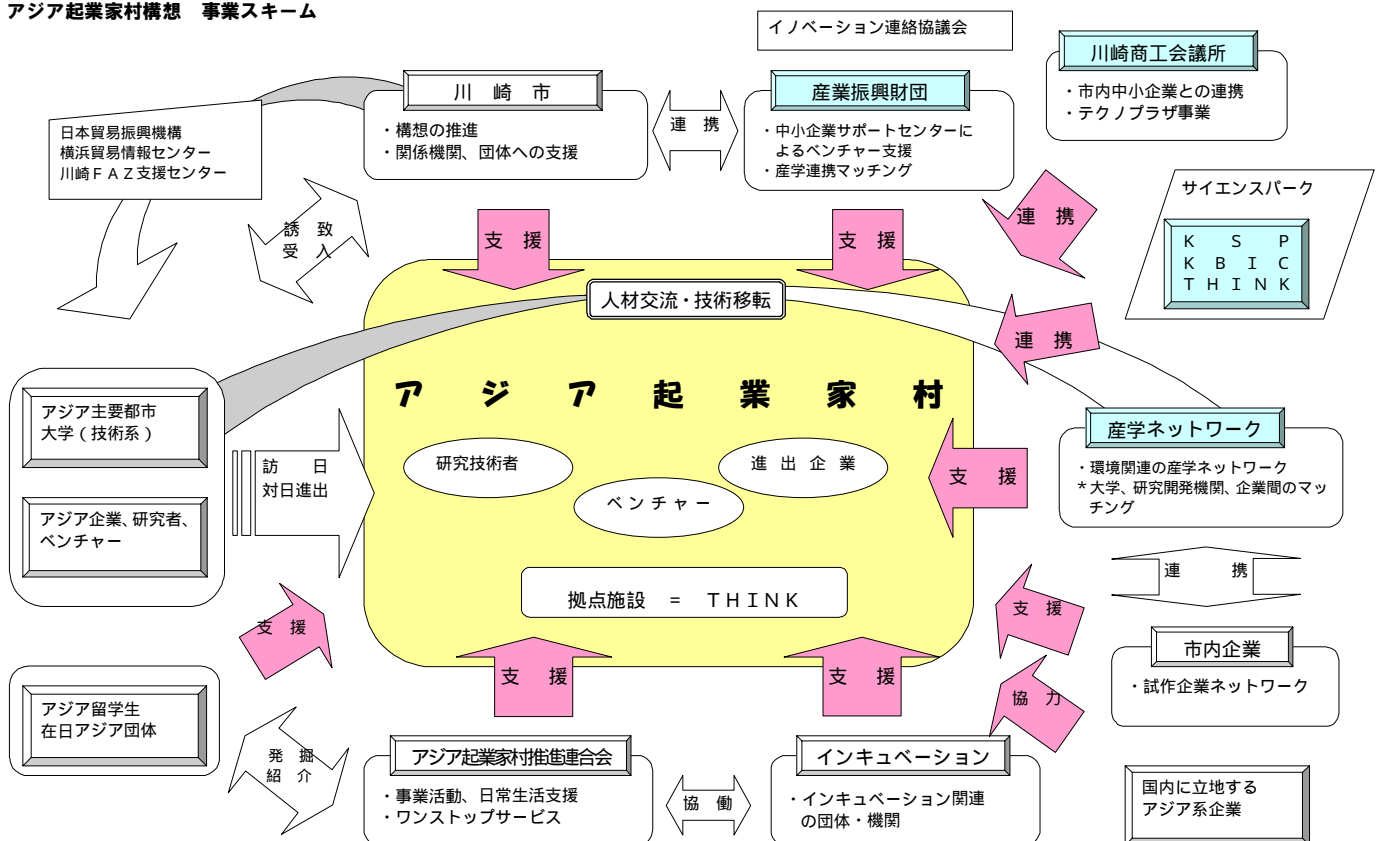 アジア起業家村構想　事業スキーム
イノベーション連絡協議会
川崎商工会議所
・市内中小企業との連携
・テクノプラザ事業
川　崎　市
・構想の推進
・関係機関、団体への支援
連　携
産業振興財団
・中小企業サポートセンターに
よるベンチャー支援
・産学連携マッチング
日本貿易振興機構
横浜貿易情報センター
川崎ＦＡＺ支援センター
誘　致
受　入
支　援
支　援
連　携
サイエンスパーク
Ｋ　Ｓ　Ｐ
Ｋ　Ｂ　Ｉ　Ｃ
Ｔ　Ｈ　Ｉ　Ｎ　Ｋ
人材交流・技術移転
連　携
アジア起業家村
アジア主要都市
大学（技術系）
アジア企業、研究者、
ベンチャー
訪　日
対日進出
研究技術者
ベンチャー
進出企業
支　援
産学ネットワーク
・環境関連の産学ネットワーク
＊大学、研究開発機関、企業間のマッ
チング
拠点施設　＝　ＴＨＩＮＫ
連　携
支　援
支　援
支　援
支　援
協　力
市内企業
・試作企業ネットワーク
アジア留学生
在日アジア団体
発　掘
紹　介
アジア起業家村推進連合会
・事業活動、日常生活支援
・ワンストップサービス
協　働
インキュベーション
・インキュベーション関連
の団体・機関
国内に立地する
アジア系企業